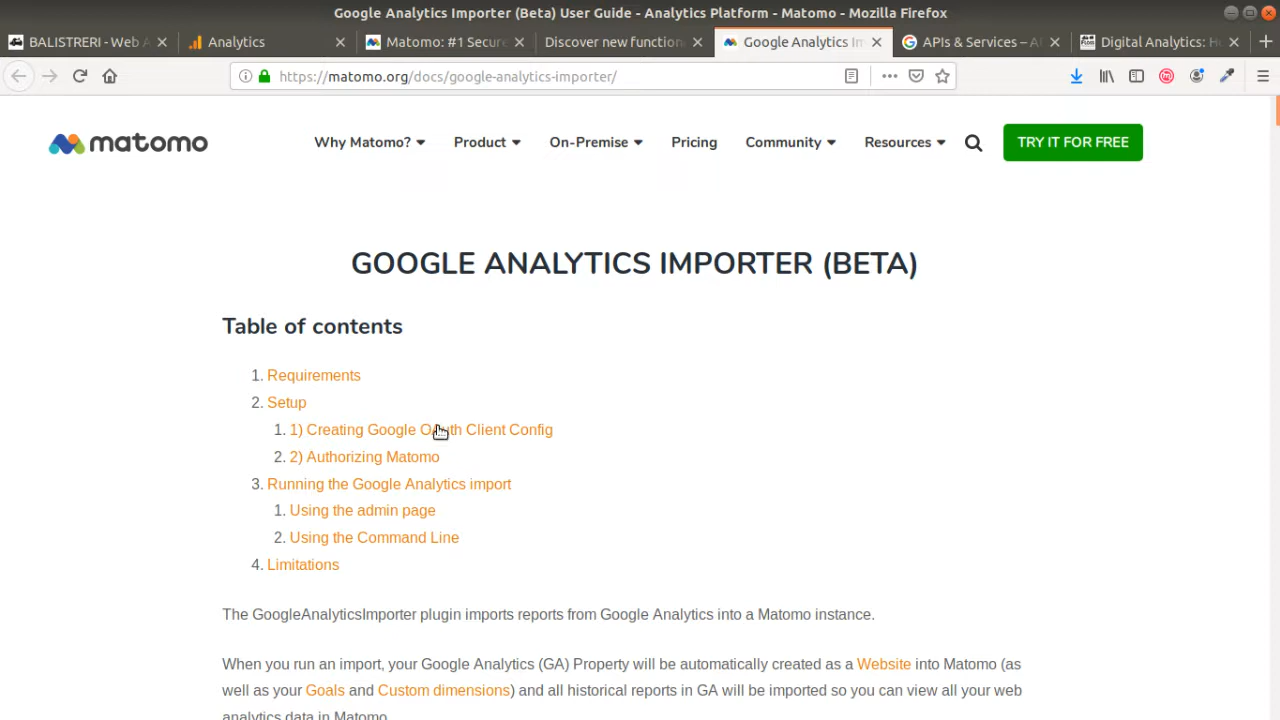 Google Analytics Importer (Beta) User Guide - Analytics Platform - Matomo - Mozilla Firefox
BALISTRERI - Web A
Analytics
Matomo: #1 Secure
Discover new function
Google Analytics Im
APIs & Services – A
Digital Analytics: H
https://matomo.org/docs/google-analytics-importer/
matomo
Why Matomo?
Product
On-Premise
Pricing
Community
Resources
TRY IT FOR FREE
GOOGLE ANALYTICS IMPORTER (BETA)
Table of contents
1. Requirements
2. Setup
1. 1) Creating Google OAuth Client Config
2. 2) Authorizing Matomo
3. Running the Google Analytics import
1. Using the admin page
2. Using the Command Line
4. Limitations
The GoogleAnalyticsImporter plugin imports reports from Google Analytics into a Matomo instance.
When you run an import, your Google Analytics (GA) Property will be automatically created as a Website into Matomo (as
well as your Goals and Custom dimensions) and all historical reports in GA will be imported so you can view all your web
analytics data in Matomo.